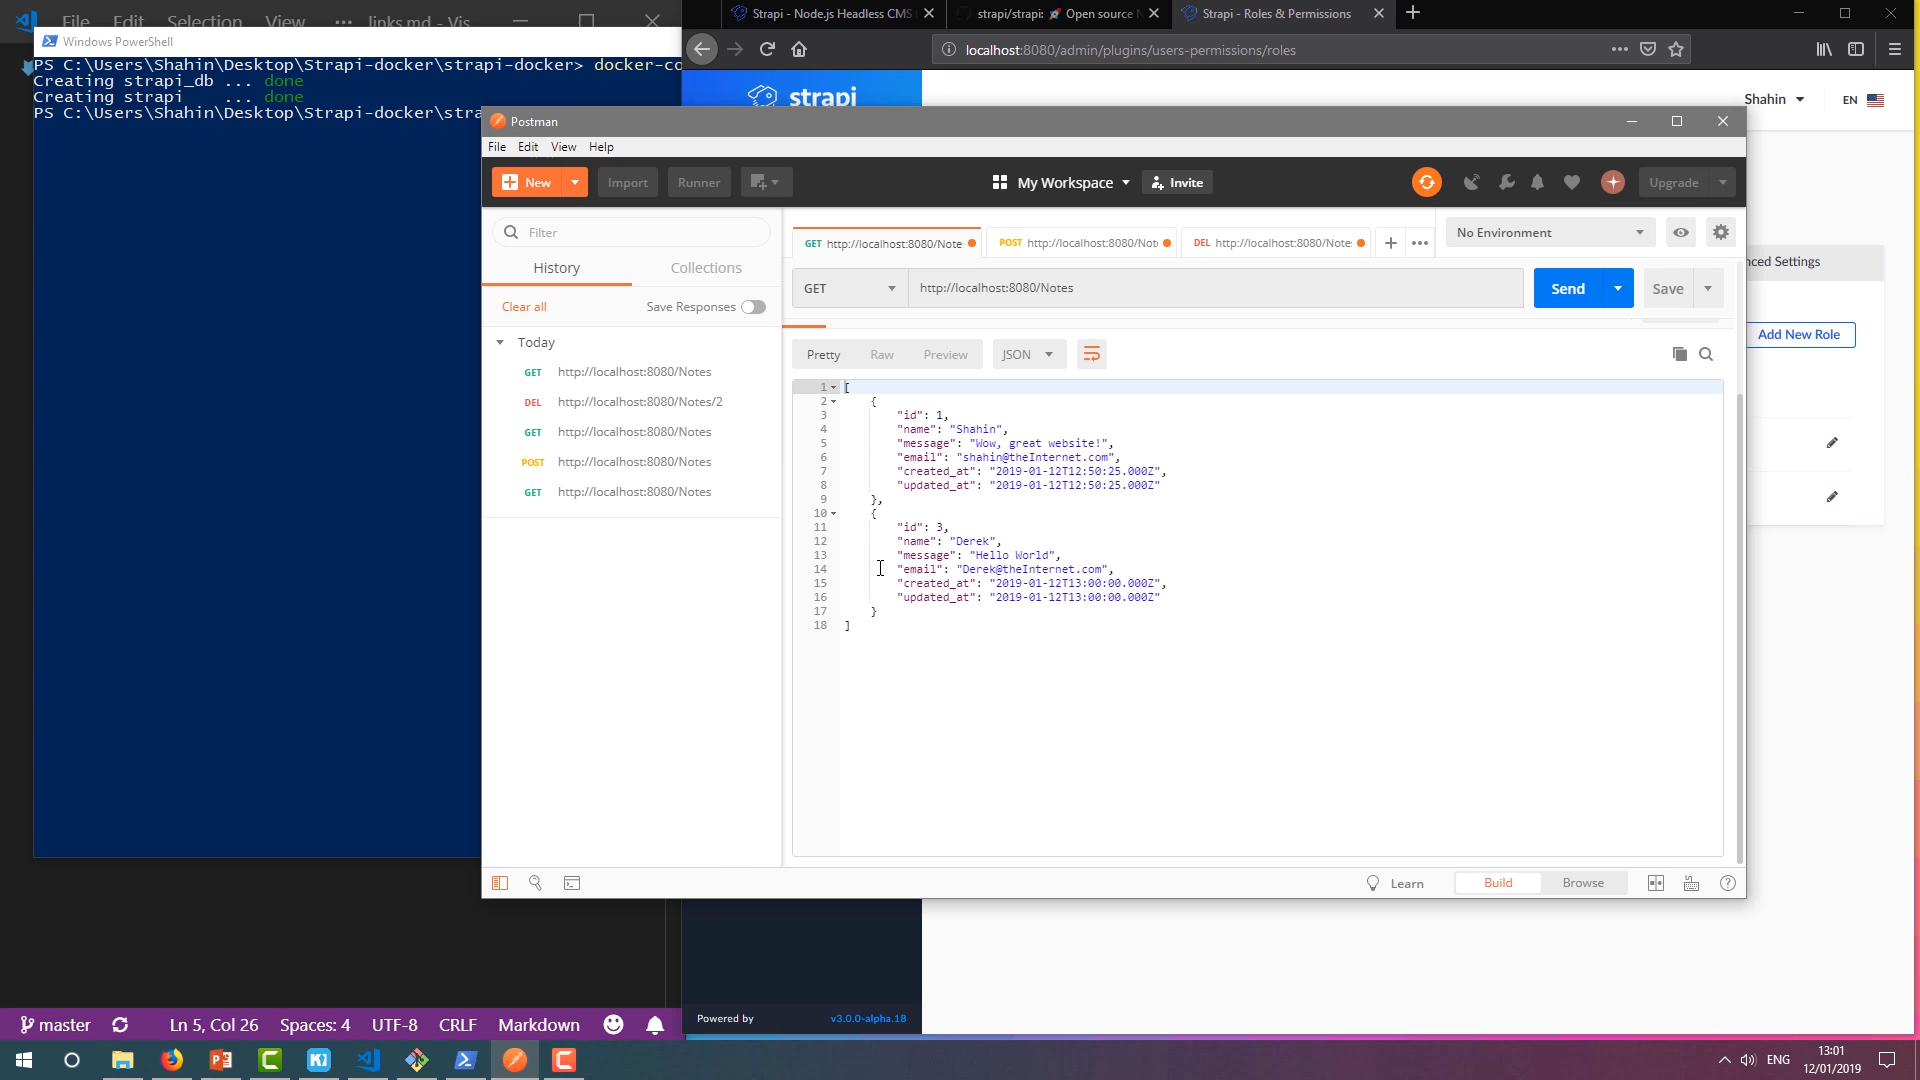 File Edit Selection View ··· links.md - Vis
Windows PowerShell
PS C:\Users\Shahin\Desktop\Strapi-docker\strapi-docker> docker-co
Creating strapi_db ... done
Creating strapi    ... done
PS C:\Users\Shahin\Desktop\Strapi-docker\stra
Strapi - Node.js Headless CMS
strapi/strapi: 🚀 Open source N
Strapi - Roles & Permissions
localhost:8080/admin/plugins/users-permissions/roles
strapi
Shahin
EN
Postman
File Edit View Help
New
Import
Runner
My Workspace
Invite
Upgrade
Filter
History
Collections
Clear all
Save Responses
Today
GET http://localhost:8080/Notes
DEL http://localhost:8080/Notes/2
GET http://localhost:8080/Notes
POST http://localhost:8080/Notes
GET http://localhost:8080/Notes
GET http://localhost:8080/Note
POST http://localhost:8080/Not
DEL http://localhost:8080/Note
No Environment
GET
http://localhost:8080/Notes
Send
Save
Pretty
Raw
Preview
JSON
1 [
2 {
3 "id": 1,
4 "name": "Shahin",
5 "message": "Wow, great website!",
6 "email": "shahin@theInternet.com",
7 "created_at": "2019-01-12T12:50:25.000Z",
8 "updated_at": "2019-01-12T12:50:25.000Z"
9 },
10 {
11 "id": 3,
12 "name": "Derek",
13 "message": "Hello World",
14 "email": "Derek@theInternet.com",
15 "created_at": "2019-01-12T13:00:00.000Z",
16 "updated_at": "2019-01-12T13:00:00.000Z"
17 }
18 ]
Learn
Build
Browse
nced Settings
Add New Role
Powered by v3.0.0-alpha.18
master
Ln 5, Col 26
Spaces: 4
UTF-8
CRLF
Markdown
ENG
13:01
12/01/2019